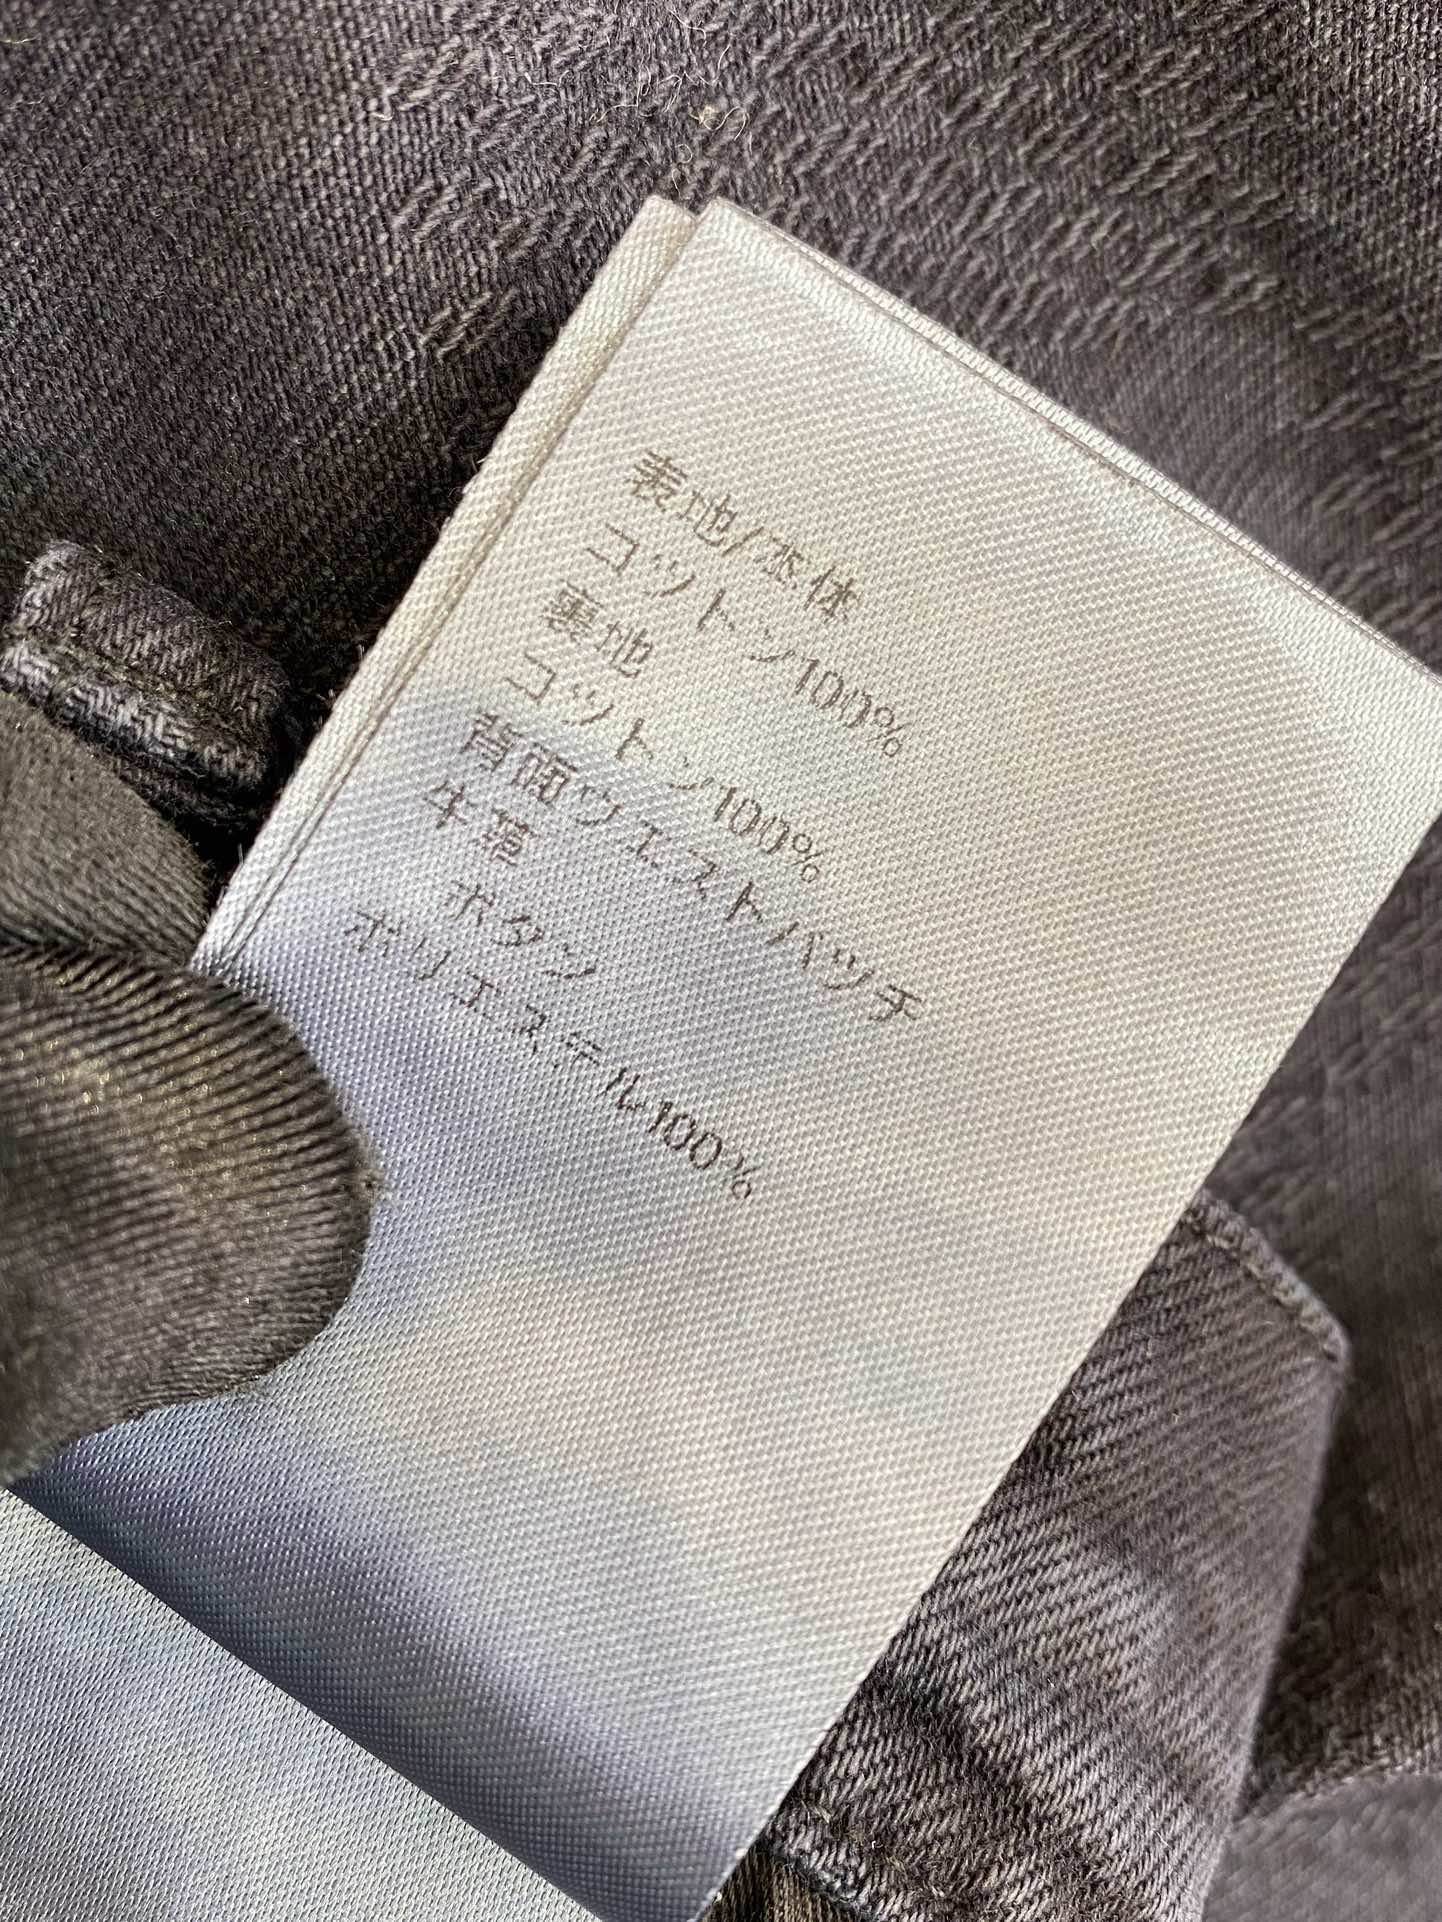 表地/本体
コットン100%
裏地
コットン100%
背面ウエストパッチ
牛革
ボタン
ポリエステル100%